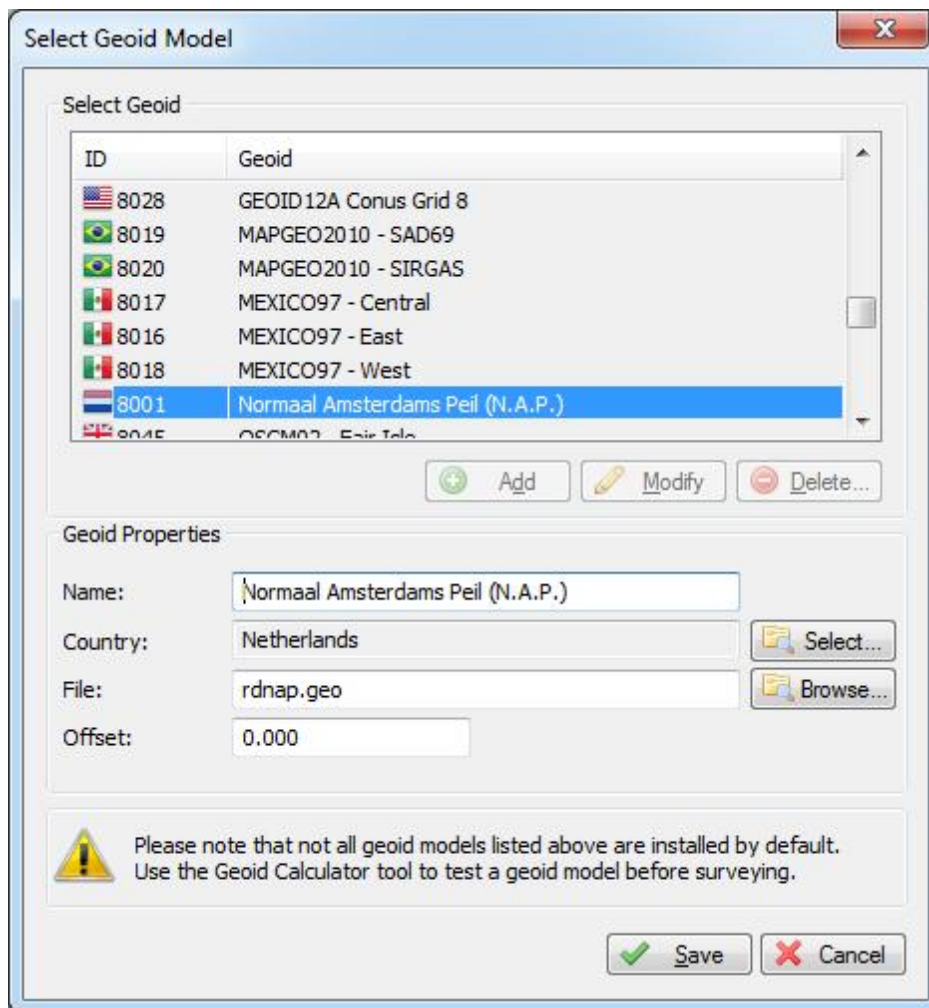 Select Geoid Model
Select Geoid
ID Geoid
8028 GEOID12A Conus Grid 8
8019 MAPGEO2010 - SAD69
8020 MAPGEO2010 - SIRGAS
8017 MEXICO97 - Central
8016 MEXICO97 - East
8018 MEXICO97 - West
8001 Normaal Amsterdams Peil (N.A.P.)
8045 OSGM02 - Fair Isle
Add Modify Delete...
Geoid Properties
Name: Normaal Amsterdams Peil (N.A.P.)
Country: Netherlands Select...
File: rdnap.geo Browse...
Offset: 0.000
Please note that not all geoid models listed above are installed by default.
Use the Geoid Calculator tool to test a geoid model before surveying.
Save Cancel